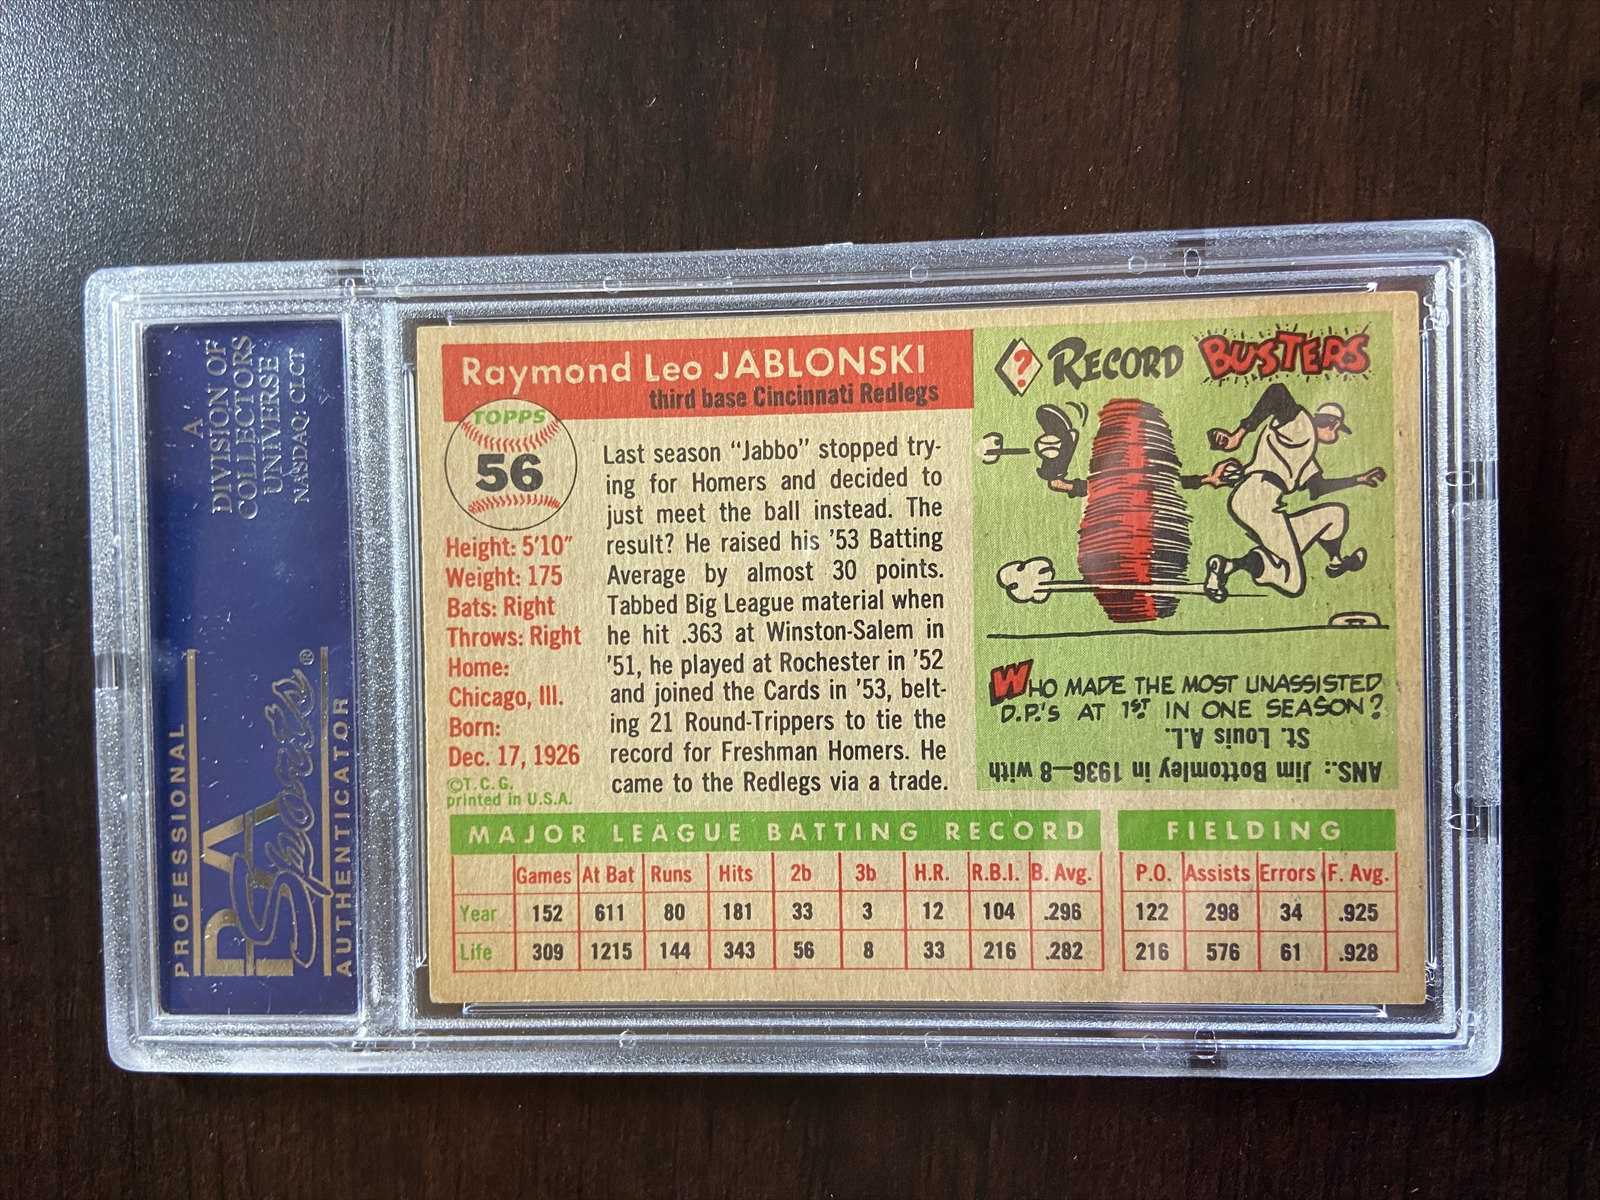 A
DIVISION OF
COLLECTORS
UNIVERSE
NASDAQ: CLCT
PROFESSIONAL
PSA
Sports®
AUTHENTICATOR
Raymond Leo JABLONSKI
third base Cincinnati Redlegs
TOPPS
56
Height: 5'10"
Weight: 175
Bats: Right
Throws: Right
Home:
Chicago, Ill.
Born:
Dec. 17, 1926
©T.C.G.
printed in U.S.A.
Last season "Jabbo" stopped try-
ing for Homers and decided to
just meet the ball instead. The
result? He raised his '53 Batting
Average by almost 30 points.
Tabbed Big League material when
he hit .363 at Winston-Salem in
'51, he played at Rochester in '52
and joined the Cards in '53, belt-
ing 21 Round-Trippers to tie the
record for Freshman Homers. He
came to the Redlegs via a trade.
? RECORD BUSTERS
WHO MADE THE MOST UNASSISTED
D.P.'S AT 1ST IN ONE SEASON?
ANS.: Jim Bottomley in 1936—8 with
St. Louis A.L.
MAJOR LEAGUE BATTING RECORD
Games At Bat Runs Hits 2b 3b H.R. R.B.I. B. Avg.
Year 152 611 80 181 33 3 12 104 .296
Life 309 1215 144 343 56 8 33 216 .282
FIELDING
P.O. Assists Errors F. Avg.
122 298 34 .925
216 576 61 .928